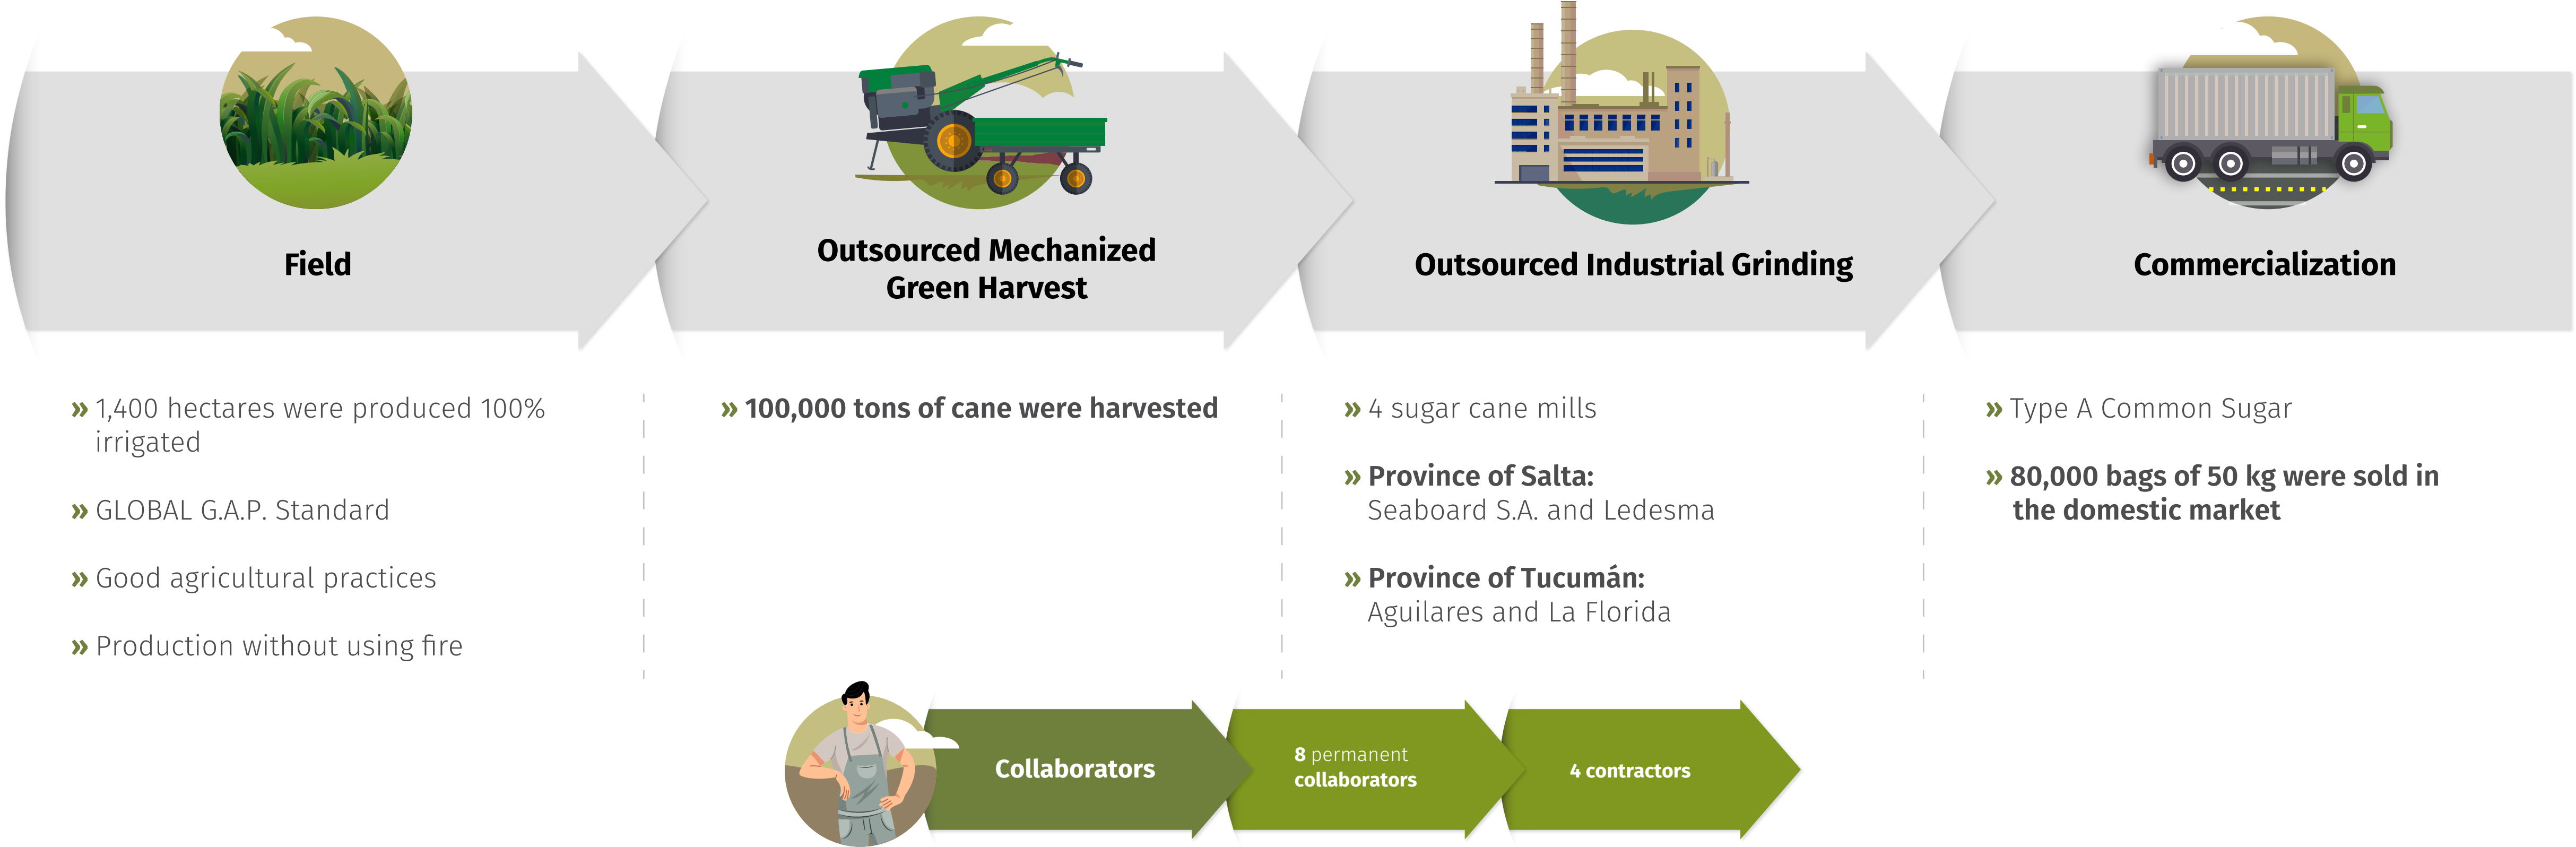 Field
Outsourced Mechanized
Green Harvest
Outsourced Industrial Grinding
Commercialization
» 1,400 hectares were produced 100%
irrigated
» GLOBAL G.A.P. Standard
» Good agricultural practices
» Production without using fire
» 100,000 tons of cane were harvested
» 4 sugar cane mills
» Province of Salta:
Seaboard S.A. and Ledesma
» Province of Tucumán:
Aguilares and La Florida
» Type A Common Sugar
» 80,000 bags of 50 kg were sold in
the domestic market
Collaborators
8 permanent
collaborators
4 contractors